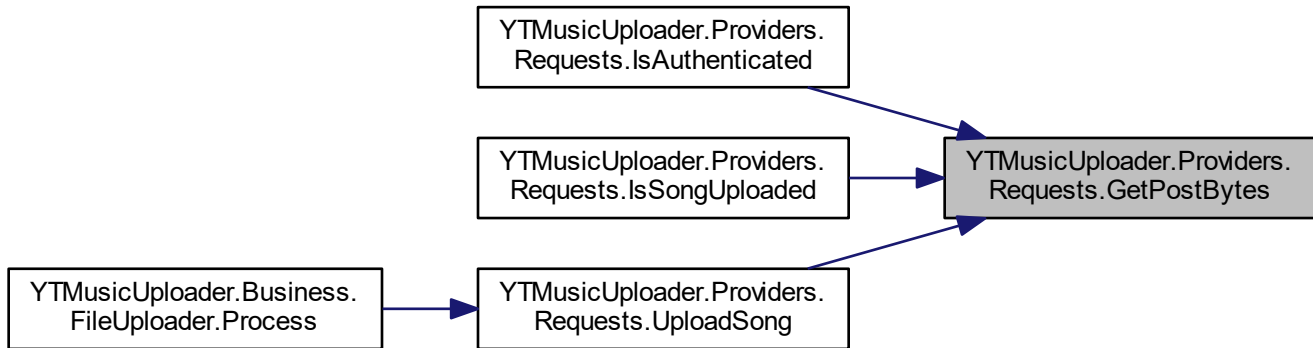 YTMusicUploader.Providers.
Requests.IsAuthenticated
YTMusicUploader.Providers.
Requests.IsSongUploaded
YTMusicUploader.Providers.
Requests.GetPostBytes
YTMusicUploader.Business.
FileUploader.Process
YTMusicUploader.Providers.
Requests.UploadSong